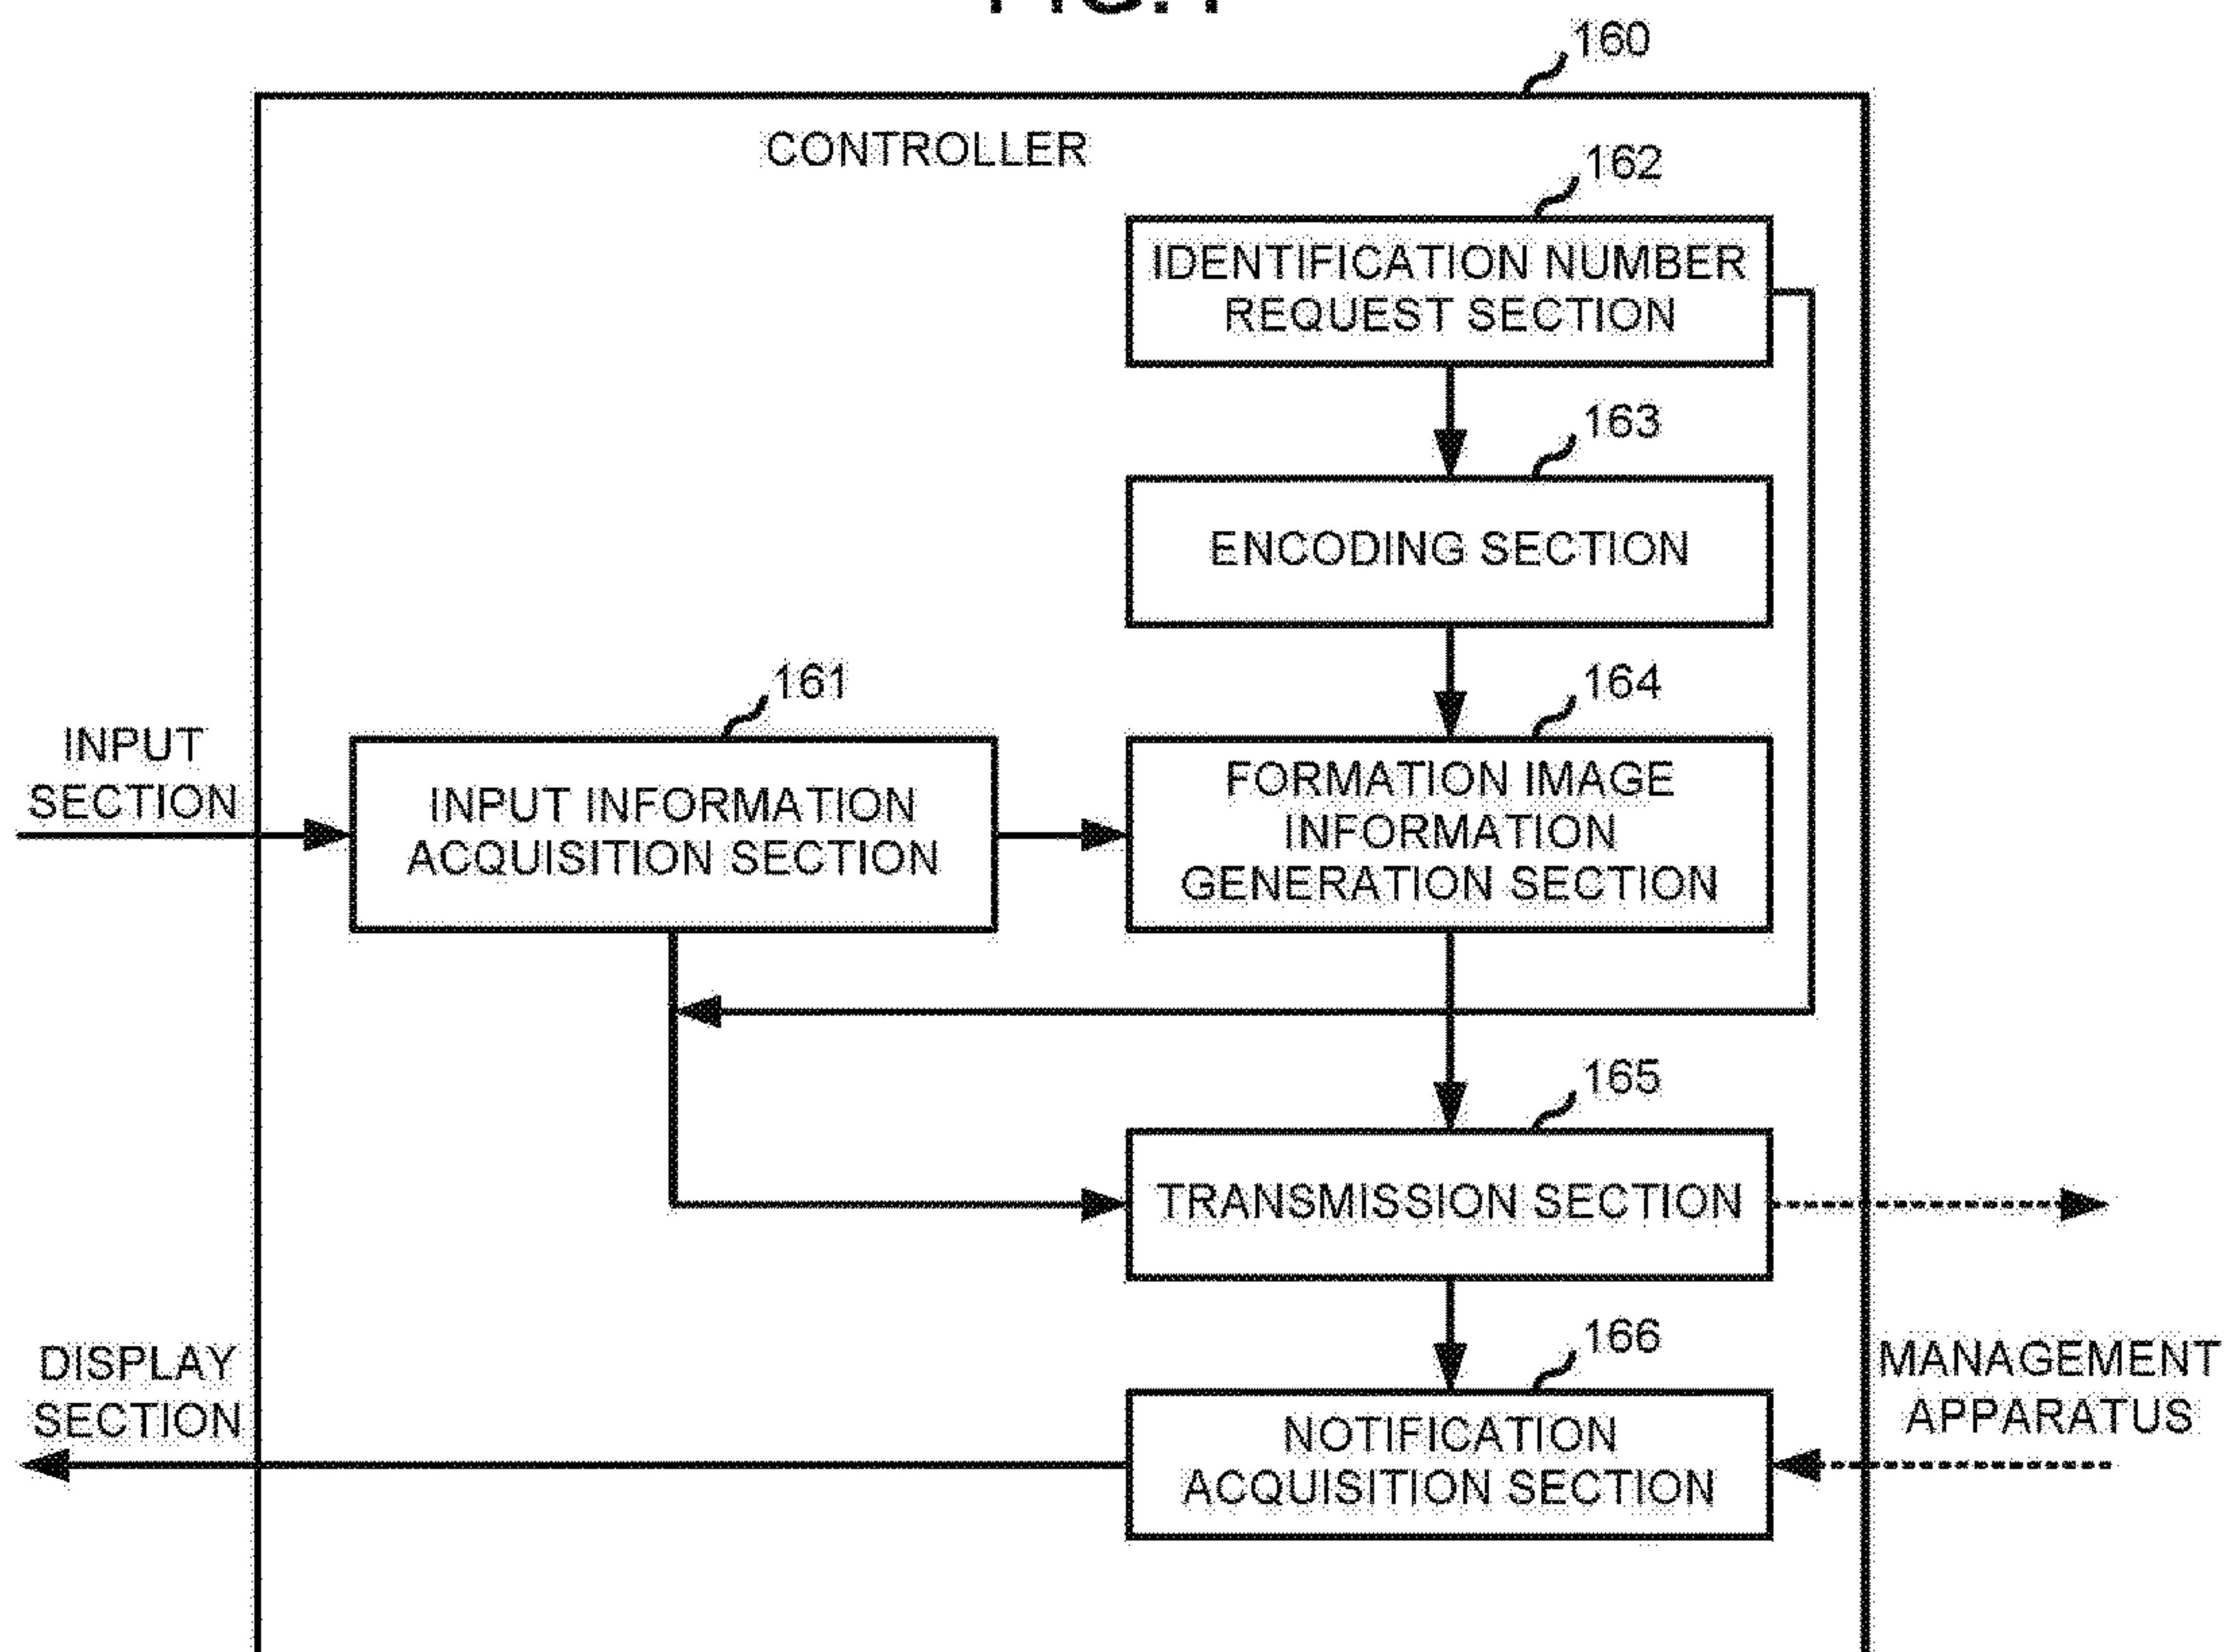 160
CONTROLLER
162
IDENTIFICATION NUMBER
REQUEST SECTION
163
ENCODING SECTION
161
164
INPUT
SECTION
INPUT INFORMATION
ACQUISITION SECTION
FORMATION IMAGE
INFORMATION
GENERATION SECTION
165
TRANSMISSION SECTION
166
DISPLAY
SECTION
MANAGEMENT
APPARATUS
NOTIFICATION
ACQUISITION SECTION